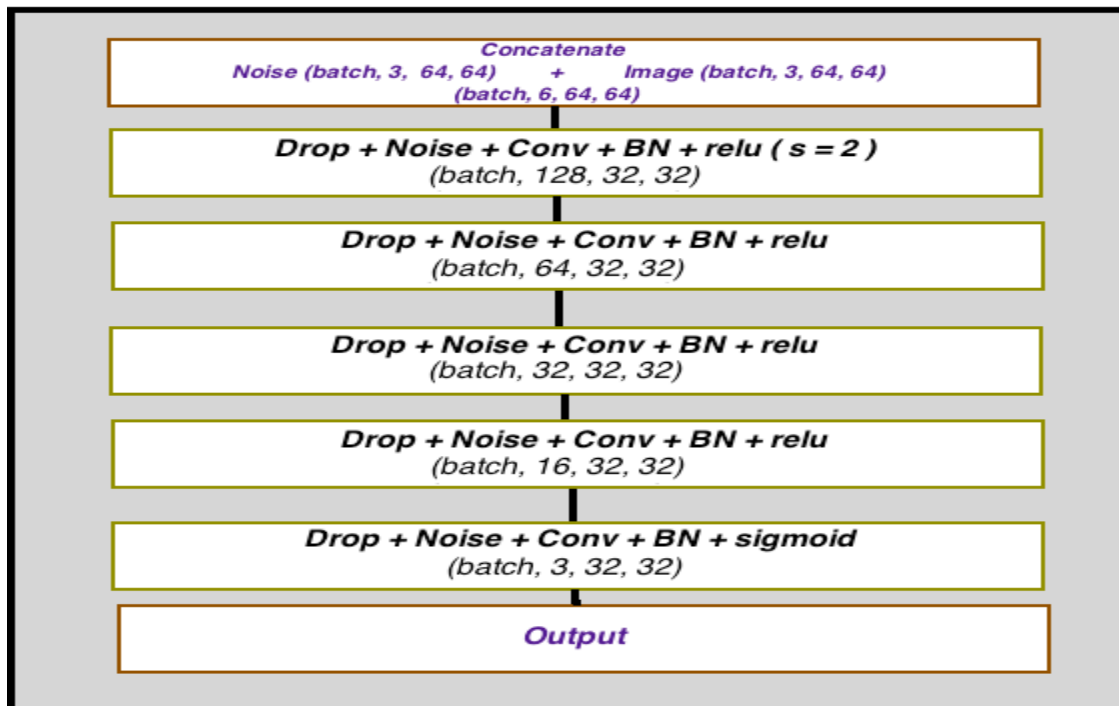 Concatenate
Noise (batch, 3, 64, 64) + Image (batch, 3, 64, 64)
(batch, 6, 64, 64)
Drop + Noise + Conv + BN + relu ( s = 2 )
(batch, 128, 32, 32)
Drop + Noise + Conv + BN + relu
(batch, 64, 32, 32)
Drop + Noise + Conv + BN + relu
(batch, 32, 32, 32)
Drop + Noise + Conv + BN + relu
(batch, 16, 32, 32)
Drop + Noise + Conv + BN + sigmoid
(batch, 3, 32, 32)
Output